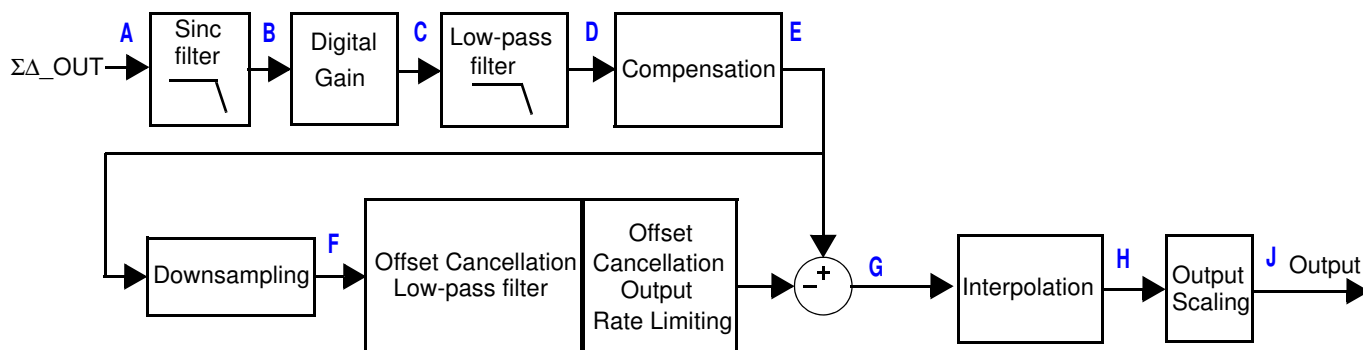 A
B
C
D
E
ΣΔ_OUT
Sinc
filter
Digital
Gain
Low-pass
filter
Compensation
F
G
H
J
Downsampling
Offset Cancellation
Low-pass filter
Offset
Cancellation
Output
Rate Limiting
+
−
Interpolation
Output
Scaling
Output